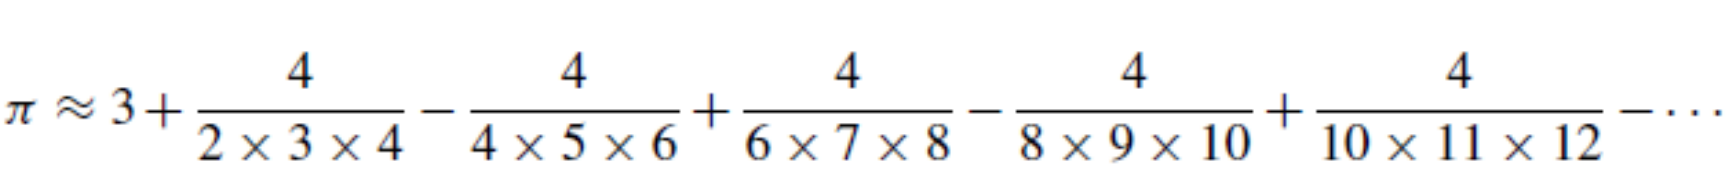 π ≈ 3 + 4/(2 × 3 × 4) − 4/(4 × 5 × 6) + 4/(6 × 7 × 8) − 4/(8 × 9 × 10) + 4/(10 × 11 × 12) − ⋯